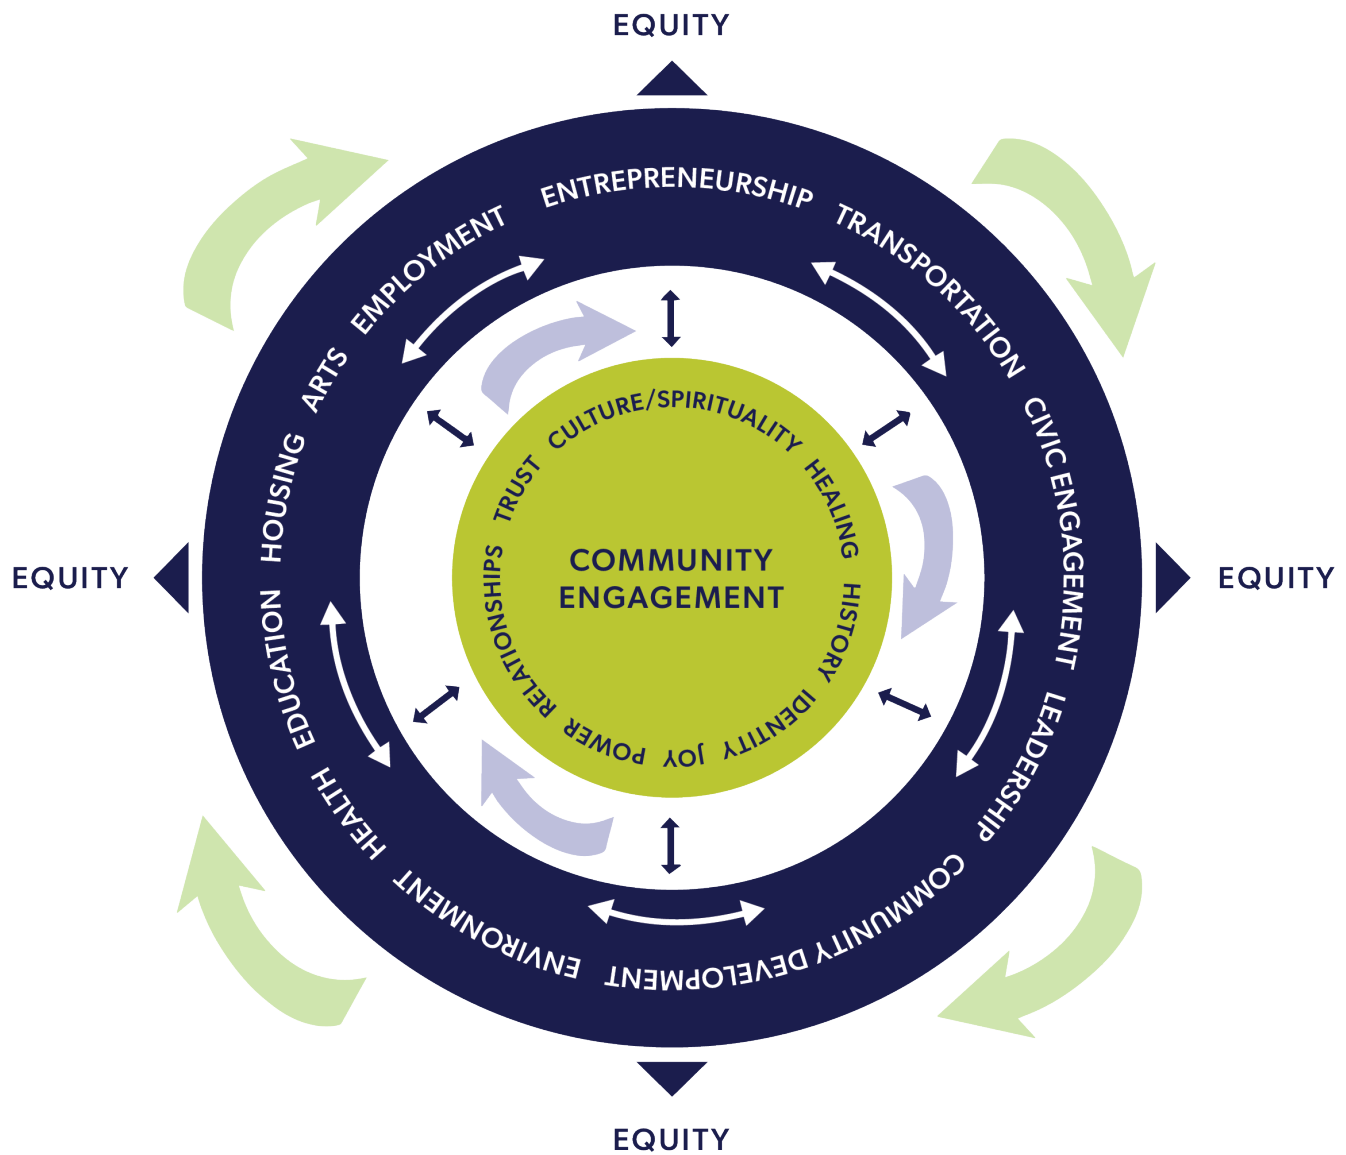 EQUITY
ENTREPRENEURSHIP
TRANSPORTATION
CIVIC ENGAGEMENT
LEADERSHIP
COMMUNITY DEVELOPMENT
ENVIRONMENT
HEALTH
EDUCATION
HOUSING
ARTS
EMPLOYMENT
CULTURE/SPIRITUALITY
HEALING
HISTORY
IDENTITY
JOY
POWER
RELATIONSHIPS
TRUST
COMMUNITY
ENGAGEMENT
EQUITY
EQUITY
EQUITY